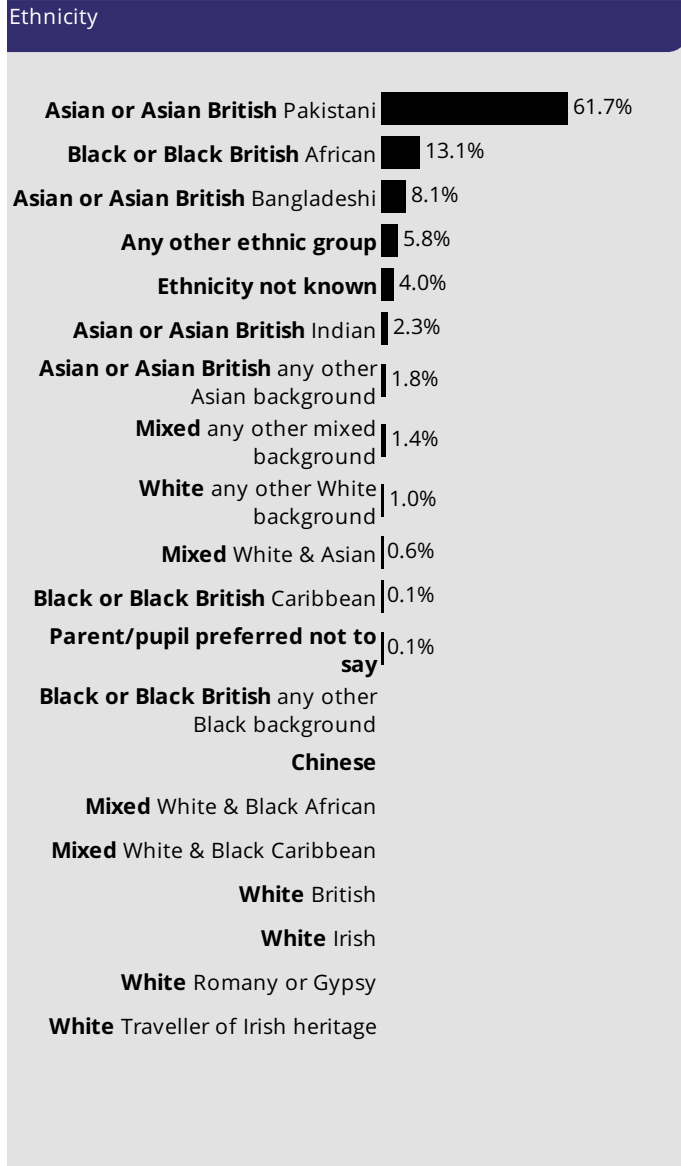 Ethnicity
Asian or Asian British Pakistani 61.7%
Black or Black British African 13.1%
Asian or Asian British Bangladeshi 8.1%
Any other ethnic group 5.8%
Ethnicity not known 4.0%
Asian or Asian British Indian 2.3%
Asian or Asian British any other
Asian background 1.8%
Mixed any other mixed
background 1.4%
White any other White
background 1.0%
Mixed White & Asian 0.6%
Black or Black British Caribbean 0.1%
Parent/pupil preferred not to
say 0.1%
Black or Black British any other
Black background
Chinese
Mixed White & Black African
Mixed White & Black Caribbean
White British
White Irish
White Romany or Gypsy
White Traveller of Irish heritage